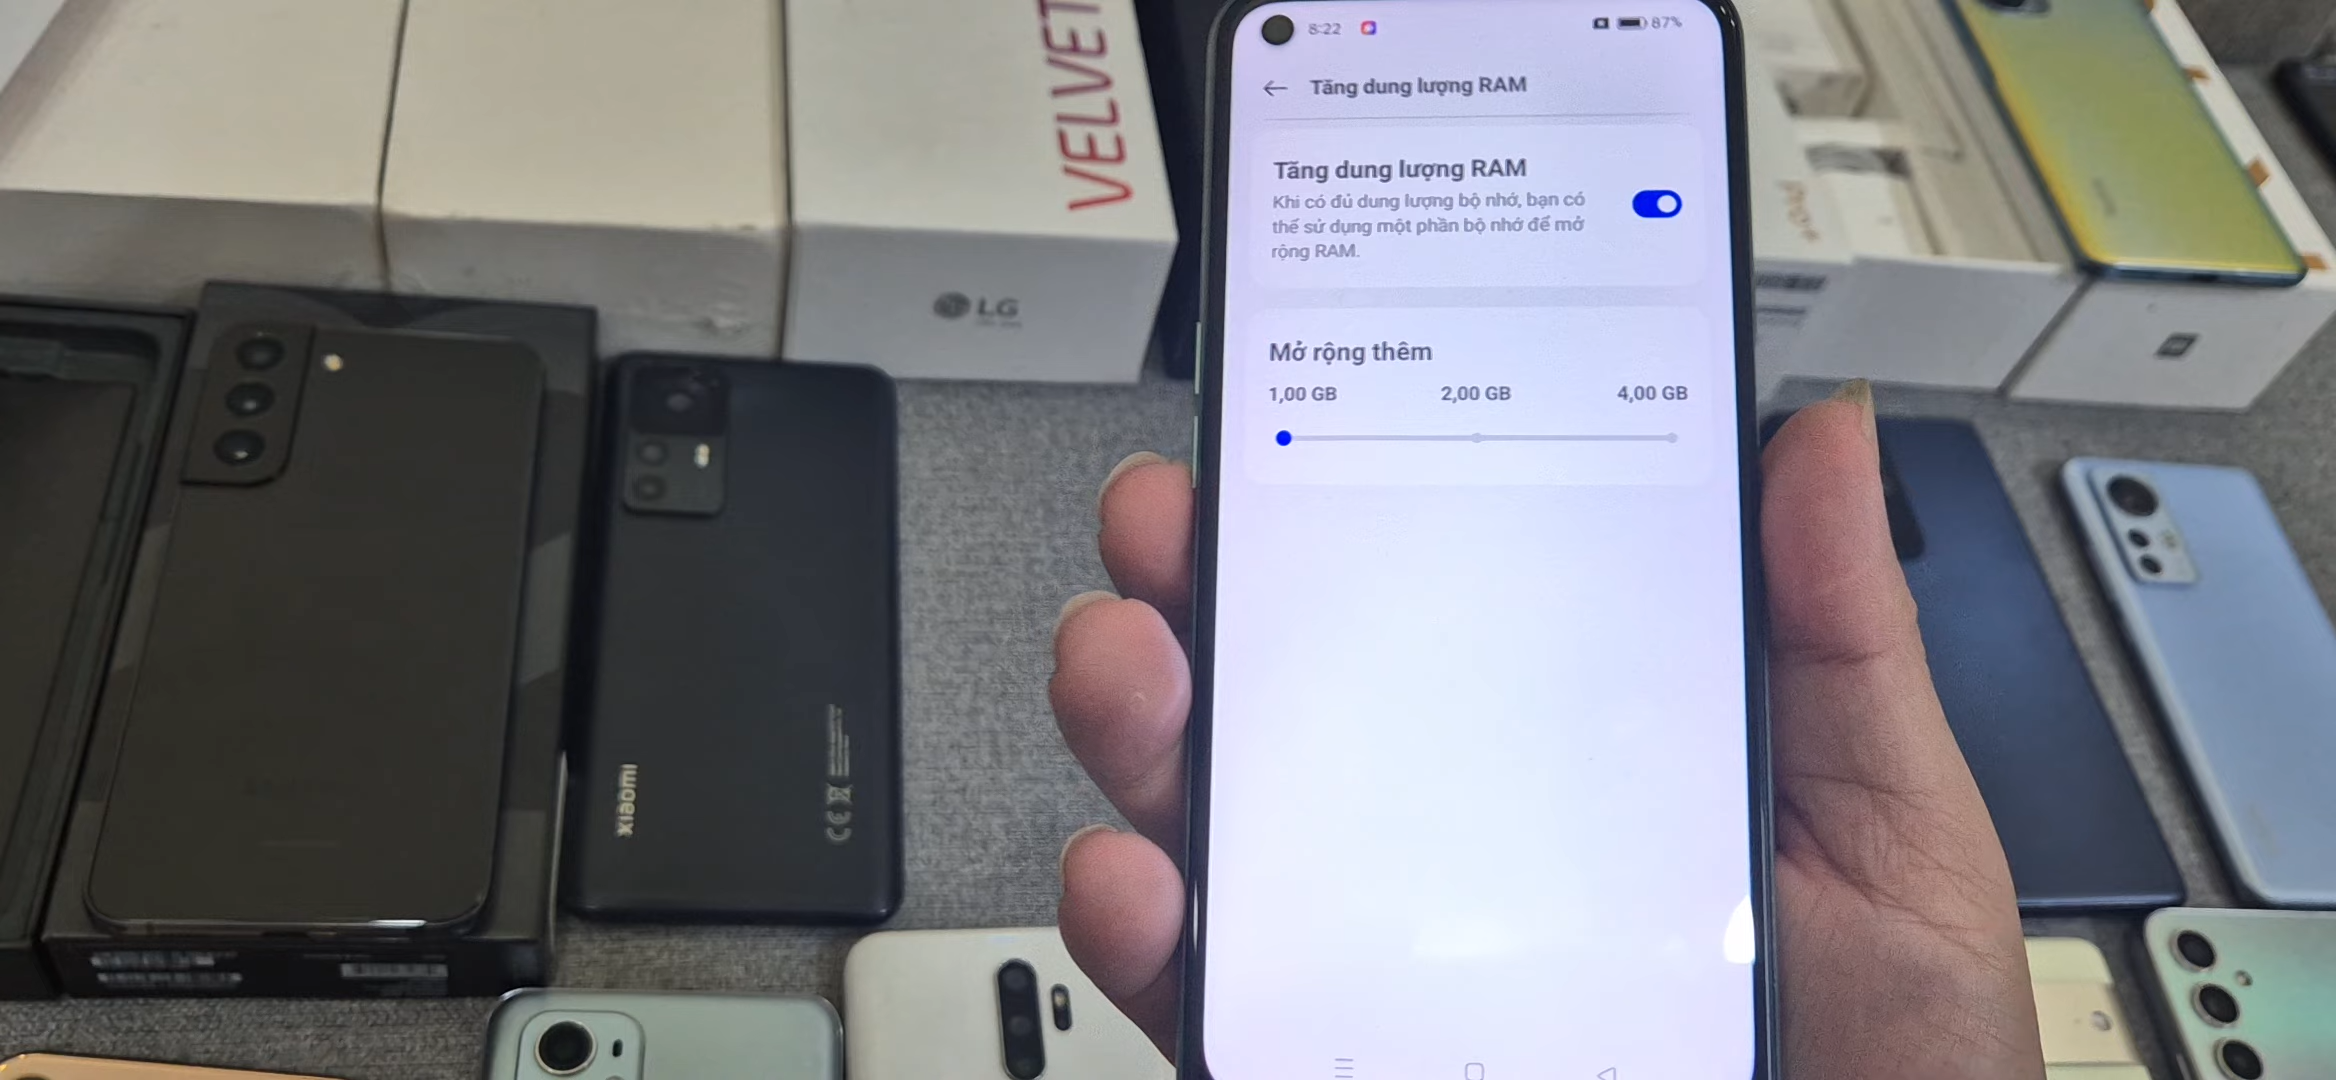 VELVET
LG
8:22
87%
Tăng dung lượng RAM
Tăng dung lượng RAM
Khi có đủ dung lượng bộ nhớ, bạn có
thể sử dụng một phần bộ nhớ để mở
rộng RAM.
Mở rộng thêm
1,00 GB 2,00 GB 4,00 GB
xiaomi
CE